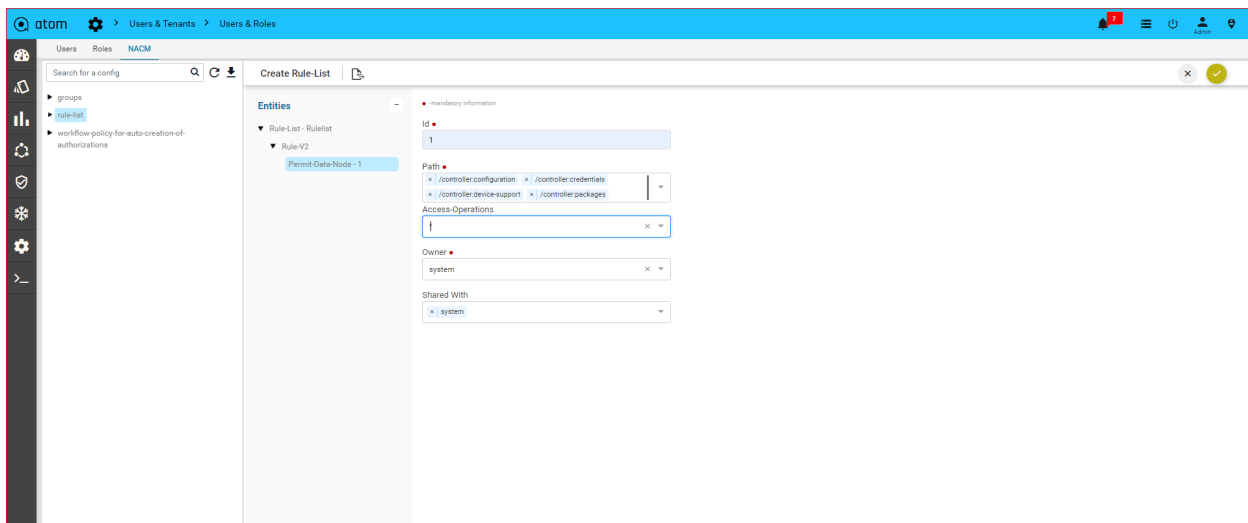 atom > Users & Tenants > Users & Roles 7 Admin
Users Roles NACM
Search for a config
groups
rule-list
workflow-policy-for-auto-creation-of-
authorizations
Create Rule-List
Entities
Rule-List - Rulelist
Rule-V2
Permit-Data-Node - 1
-mandatory information
Id
1
Path
× /controller:configuration × /controller:credentials
× /controller:device-support × /controller:packages
Access-Operations
Owner
system
Shared With
× system